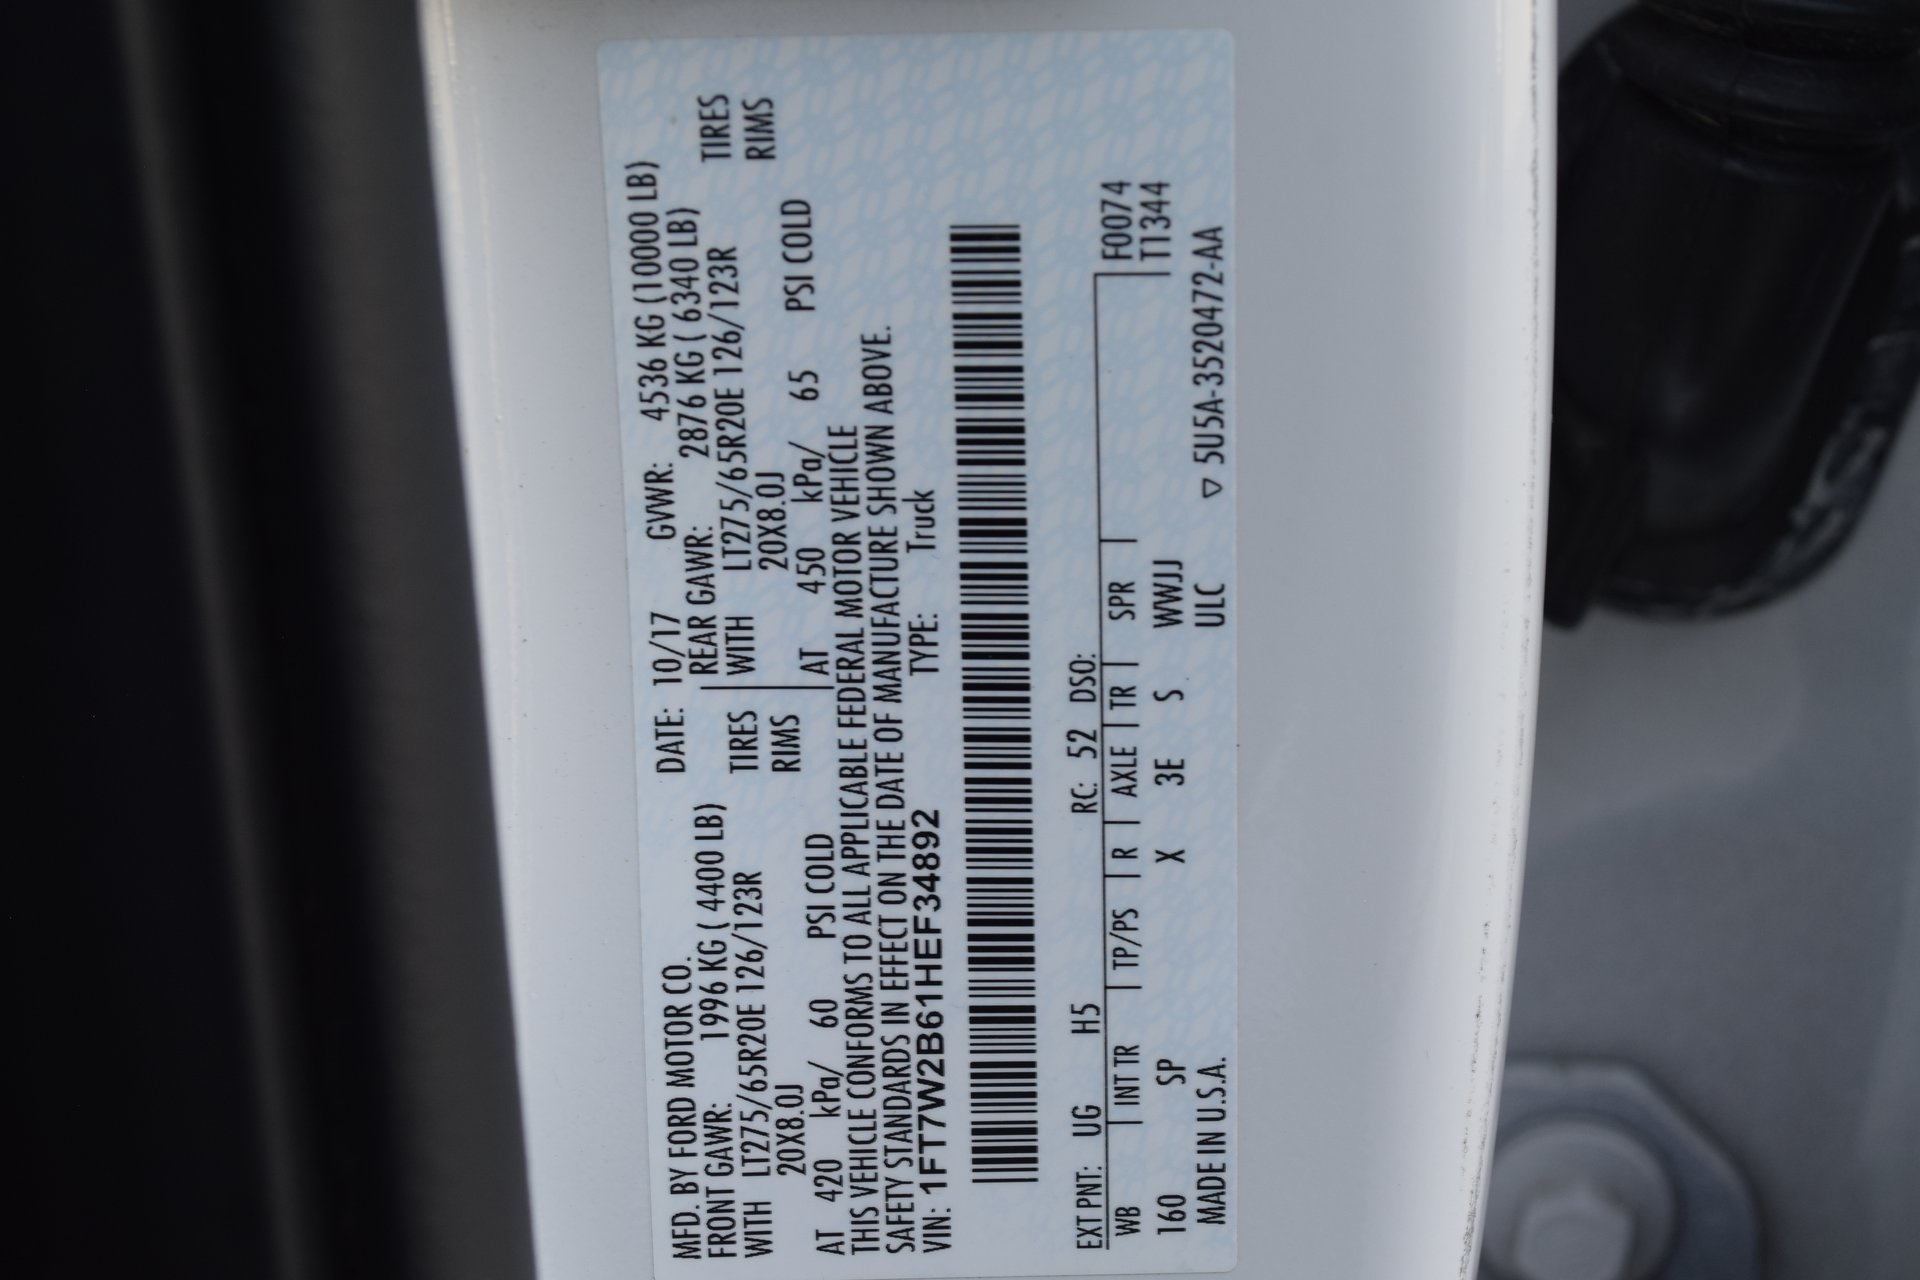 MFD. BY FORD MOTOR CO. DATE: 10/17 GVWR: 4536 KG (10000 LB)
FRONT GAWR: 1996 KG ( 4400 LB) REAR GAWR: 2876 KG ( 6340 LB)
WITH LT275/65R20E 126/123R TIRES WITH LT275/65R20E 126/123R TIRES
20X8.0J RIMS 20X8.0J RIMS
AT 420 kPa/ 60 PSI COLD AT 450 kPa/ 65 PSI COLD
THIS VEHICLE CONFORMS TO ALL APPLICABLE FEDERAL MOTOR VEHICLE
SAFETY STANDARDS IN EFFECT ON THE DATE OF MANUFACTURE SHOWN ABOVE.
VIN: 1FT7W2B61HEF34892 TYPE: Truck
EXT PNT: UG H5 RC: 52 DSO:
WB INT TR TP/PS R AXLE TR SPR F0074
160 SP X 3E S WWJJ T1344
MADE IN U.S.A. ULC ▽ 5U5A-3520472-AA